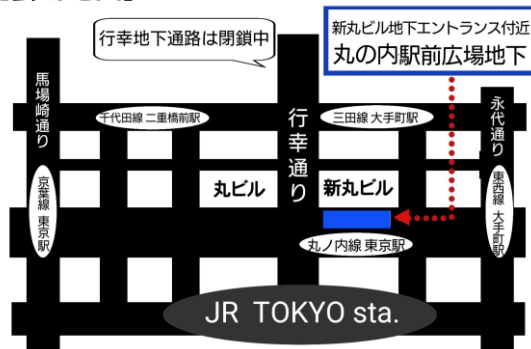 行幸地下通路は閉鎖中
新丸ビル地下エントランス付近
丸の内駅前広場地下
馬場崎通り
行幸通り
永代通り
千代田線 二重橋前駅
三田線 大手町駅
京葉線 東京駅
丸ビル
新丸ビル
東西線 大手町駅
丸ノ内線 東京駅
JR TOKYO sta.